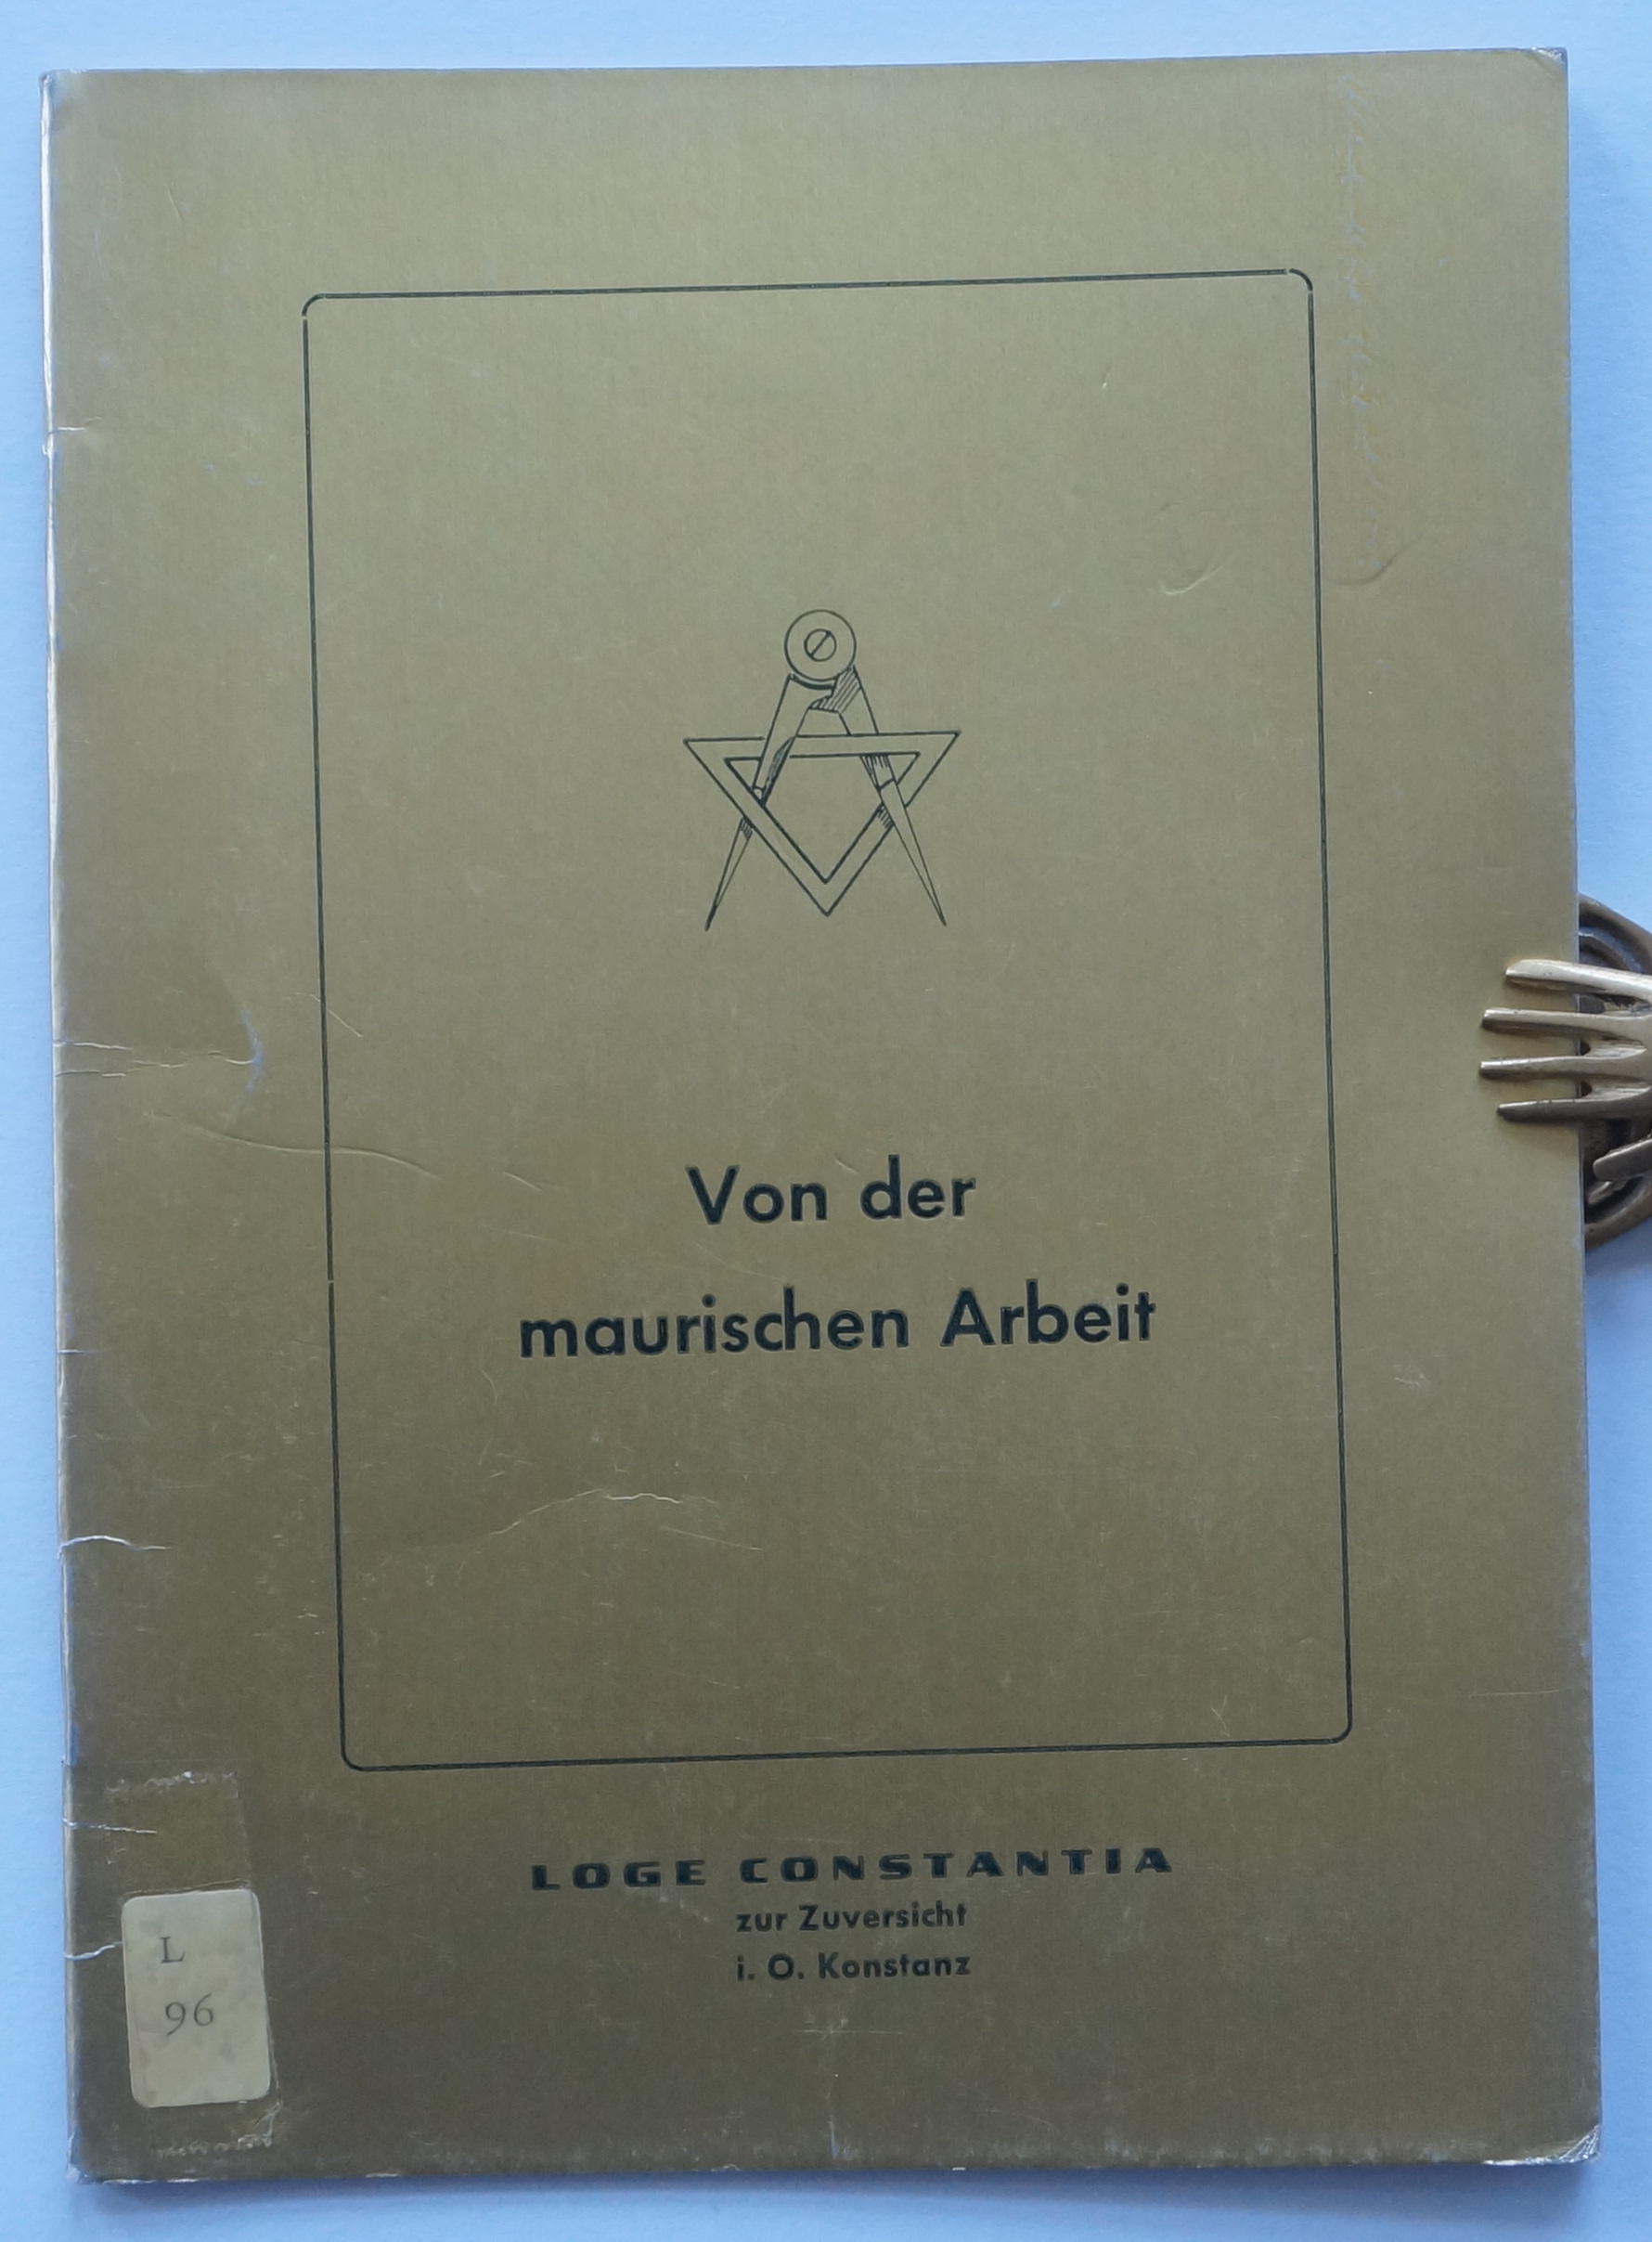 Von der
maurischen Arbeit
LOGE CONSTANTIA
zur Zuversicht
i. O. Konstanz
L
96